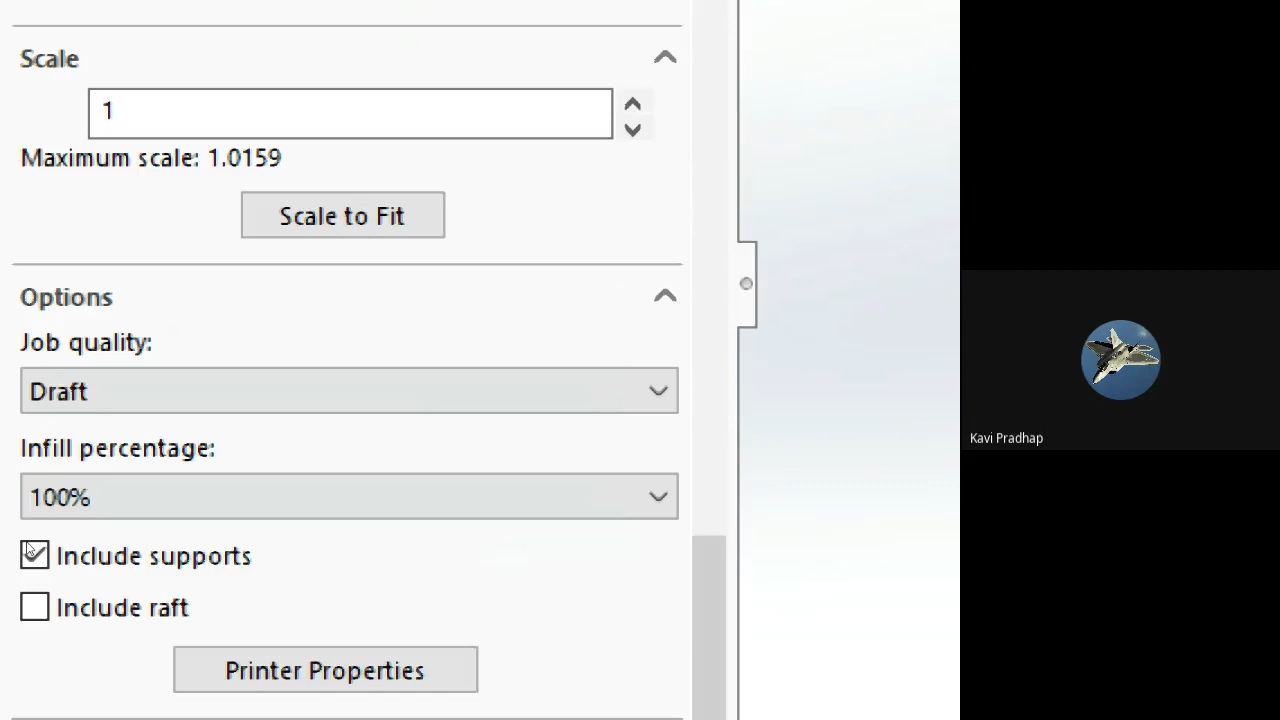 Scale
1
Maximum scale: 1.0159
Scale to Fit
Options
Job quality:
Draft
Infill percentage:
100%
Include supports
Include raft
Printer Properties
Kavi Pradhap